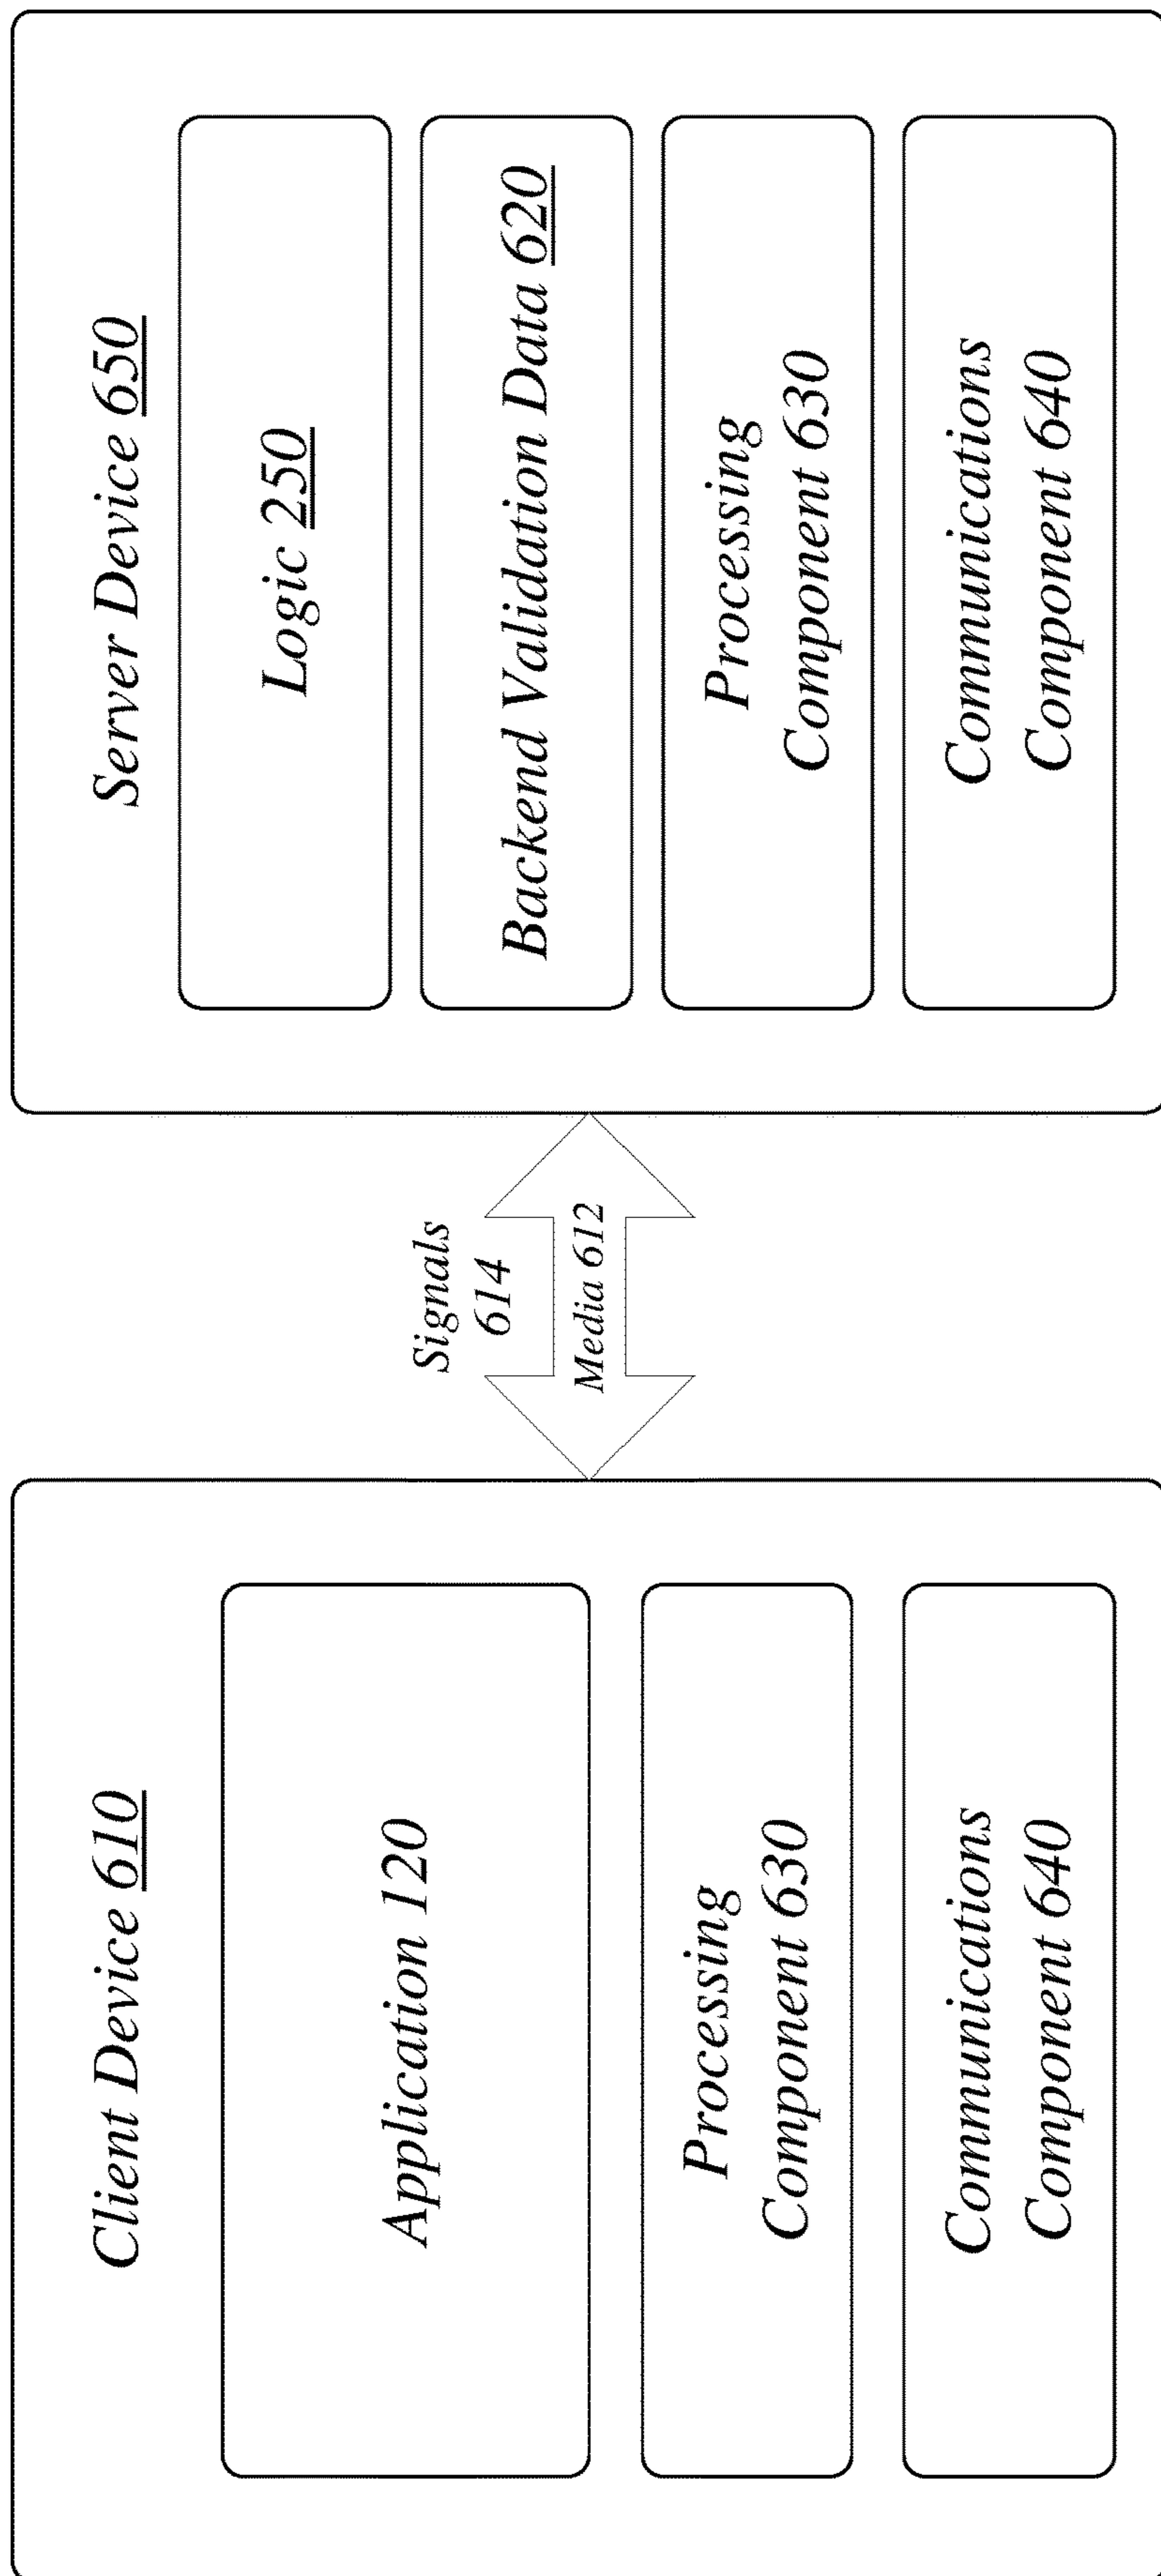 Client Device 610
Application 120
Processing
Component 630
Communications
Component 640
Signals
614
Media 612
Server Device 650
Logic 250
Backend Validation Data 620
Processing
Component 630
Communications
Component 640